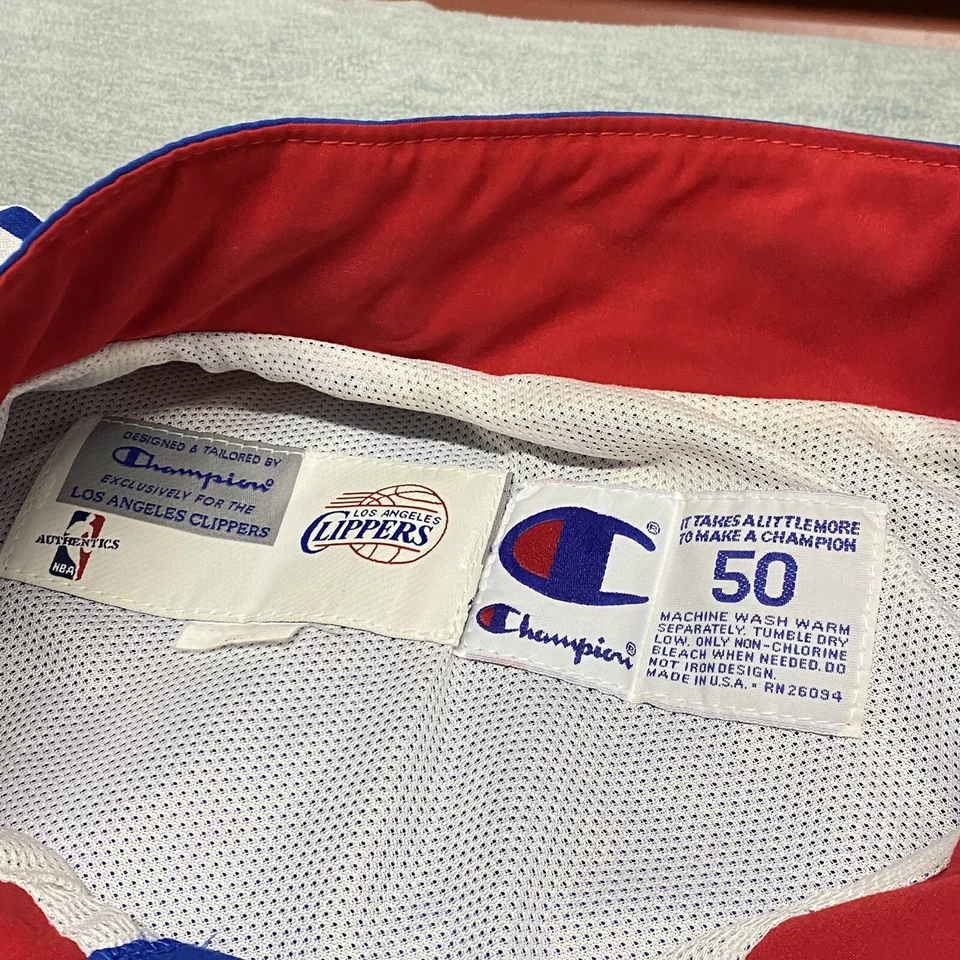 DESIGNED & TAILORED BY
Champion®
EXCLUSIVELY FOR THE
LOS ANGELES CLIPPERS
AUTHENTICS
NBA
LOS ANGELES
CLIPPERS
®
Champion®
IT TAKES A LITTLE MORE
TO MAKE A CHAMPION
50
MACHINE WASH WARM
SEPARATELY. TUMBLE DRY
LOW. ONLY NON-CHLORINE
BLEACH WHEN NEEDED. DO
NOT IRON DESIGN.
MADE IN U.S.A. • RN26094